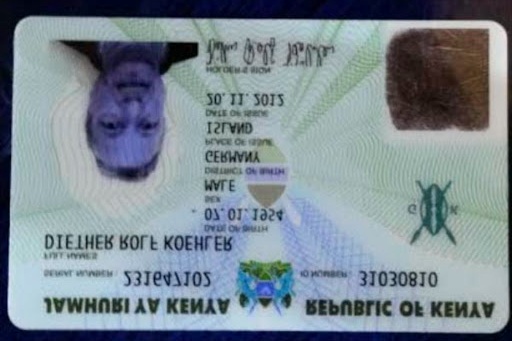 JAMHURI YA KENYA REPUBLIC OF KENYA
SERIAL NUMBER: 231647102 ID NUMBER: 31030810
FULL NAMES
DIETHER ROLF KOEHLER
DATE OF BIRTH
07.01.1954
SEX
MALE
DISTRICT OF BIRTH
GERMANY
PLACE OF ISSUE
ISLAND
DATE OF ISSUE
20.11.2012
HOLDER'S SIGN.
G K